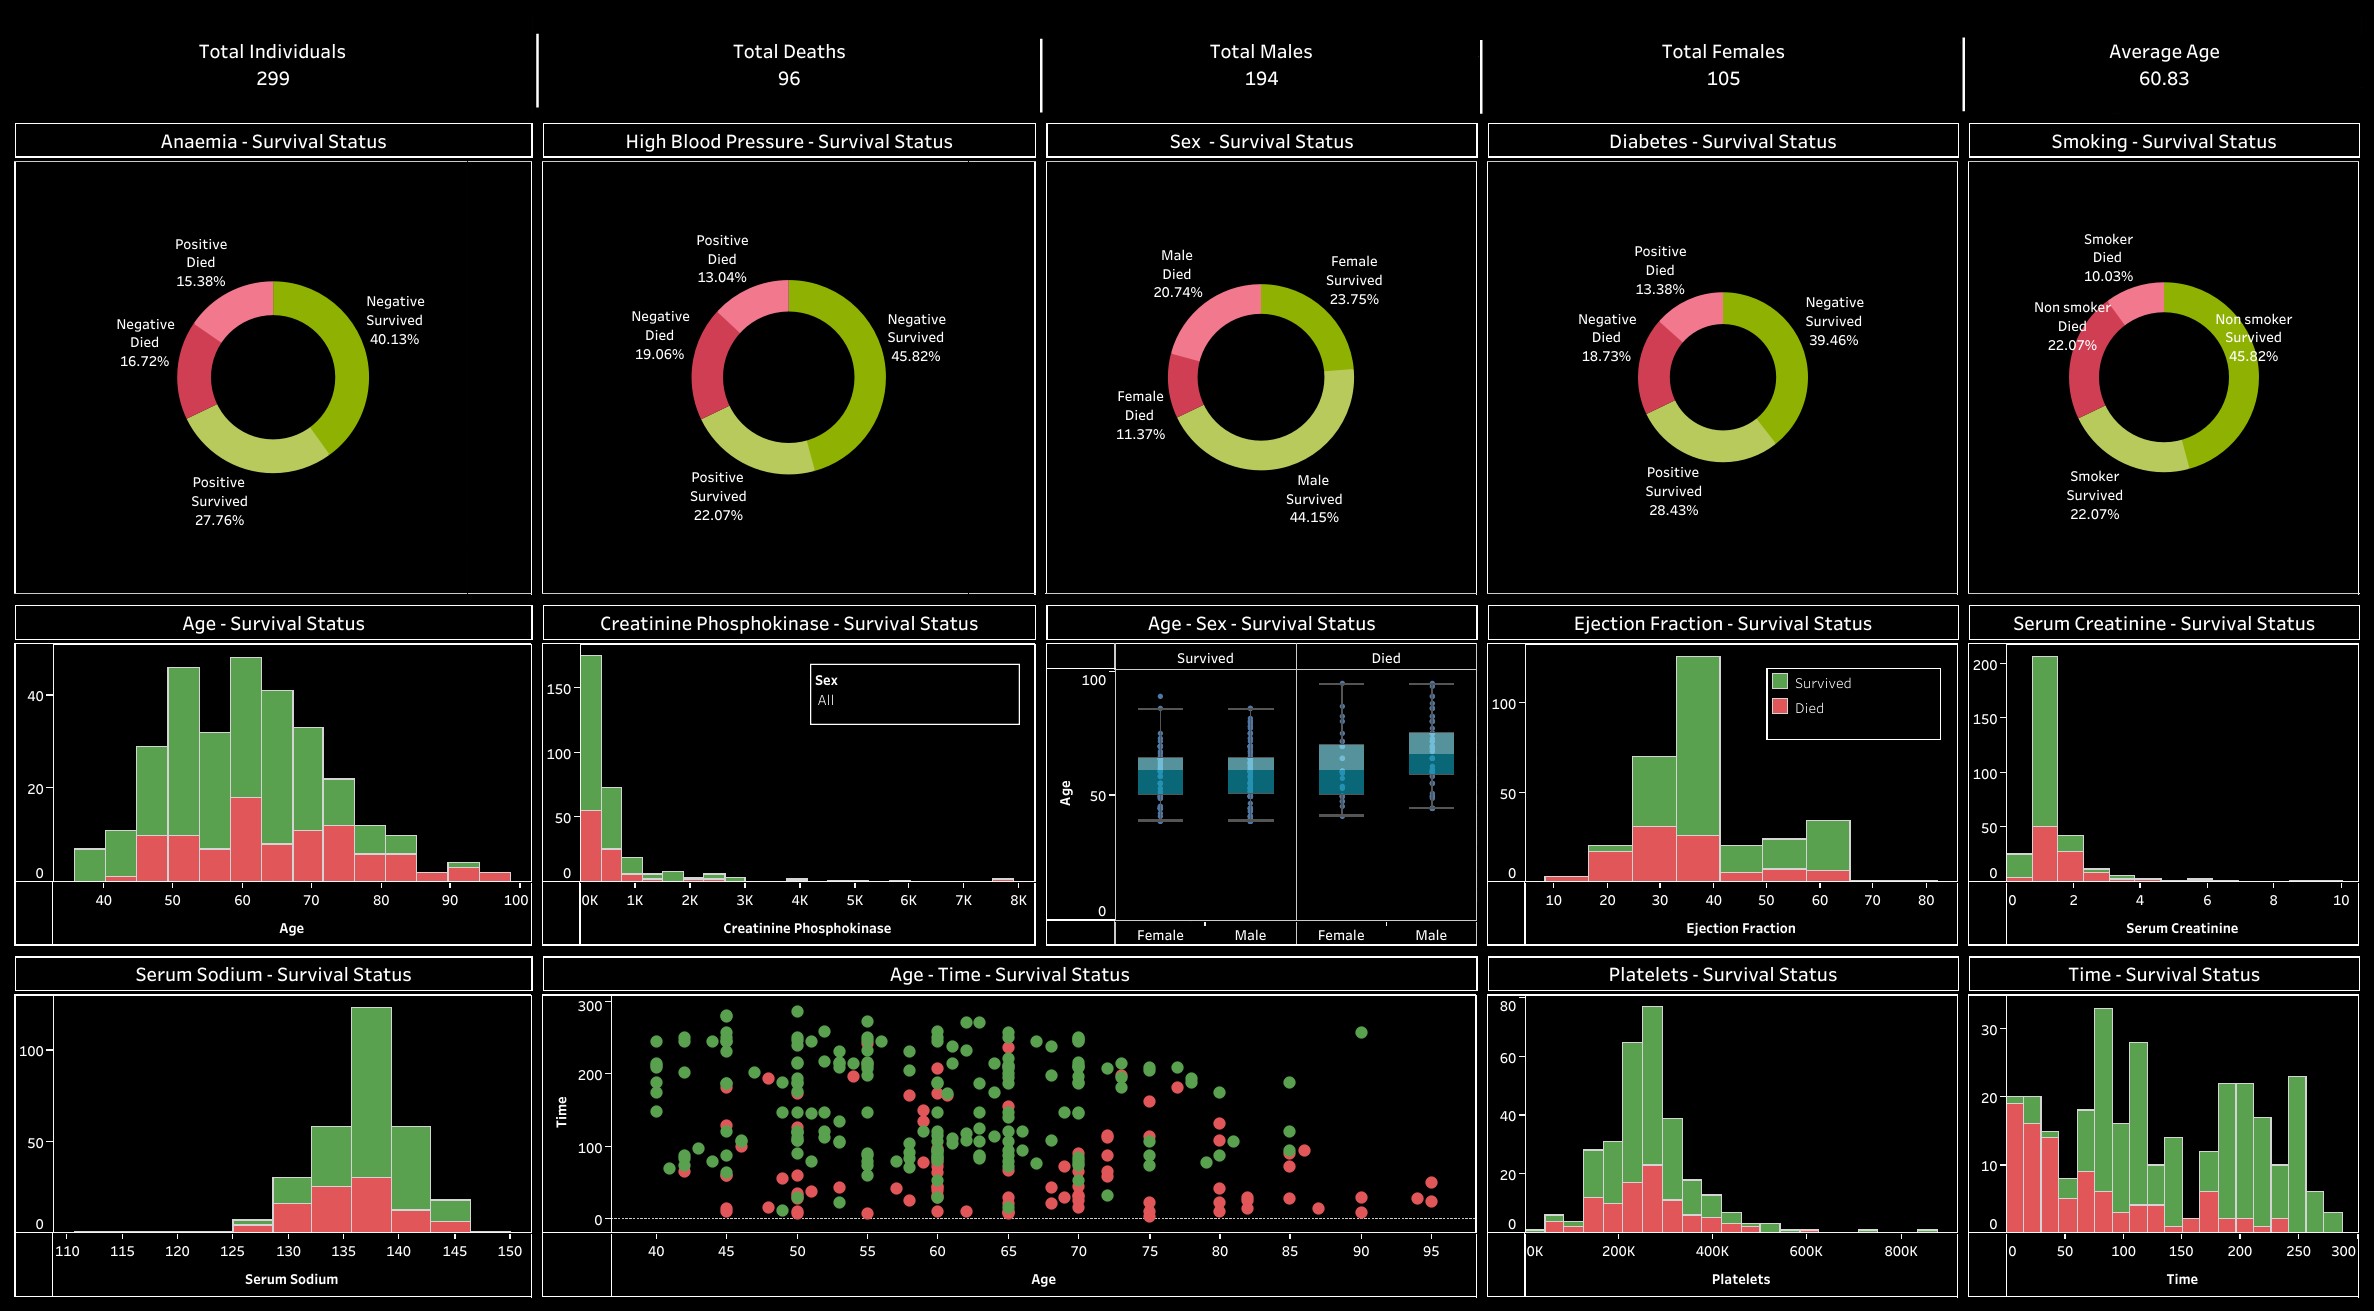 Total Individuals
299
Total Deaths
96
Total Males
194
Total Females
105
Average Age
60.83
Anaemia - Survival Status
Positive
Died
15.38%
Negative
Survived
40.13%
Negative
Died
16.72%
Positive
Survived
27.76%
High Blood Pressure - Survival Status
Positive
Died
13.04%
Negative
Survived
45.82%
Negative
Died
19.06%
Positive
Survived
22.07%
Sex - Survival Status
Male
Died
20.74%
Female
Survived
23.75%
Female
Died
11.37%
Male
Survived
44.15%
Diabetes - Survival Status
Positive
Died
13.38%
Negative
Survived
39.46%
Negative
Died
18.73%
Positive
Survived
28.43%
Smoking - Survival Status
Smoker
Died
10.03%
Non smoker
Died
22.07%
Non smoker
Survived
45.82%
Smoker
Survived
22.07%
Age - Survival Status
40
20
0
40 50 60 70 80 90 100
Age
Creatinine Phosphokinase - Survival Status
Sex
All
150
100
50
0
0K 1K 2K 3K 4K 5K 6K 7K 8K
Creatinine Phosphokinase
Age - Sex - Survival Status
Survived Died
100
50
0
Age
Female Male Female Male
Ejection Fraction - Survival Status
Survived
Died
100
50
0
10 20 30 40 50 60 70 80
Ejection Fraction
Serum Creatinine - Survival Status
200
150
100
50
0
0 2 4 6 8 10
Serum Creatinine
Serum Sodium - Survival Status
100
50
0
110 115 120 125 130 135 140 145 150
Serum Sodium
Age - Time - Survival Status
300
200
100
0
Time
40 45 50 55 60 65 70 75 80 85 90 95
Age
Platelets - Survival Status
80
60
40
20
0
0K 200K 400K 600K 800K
Platelets
Time - Survival Status
30
20
10
0
0 50 100 150 200 250 300
Time